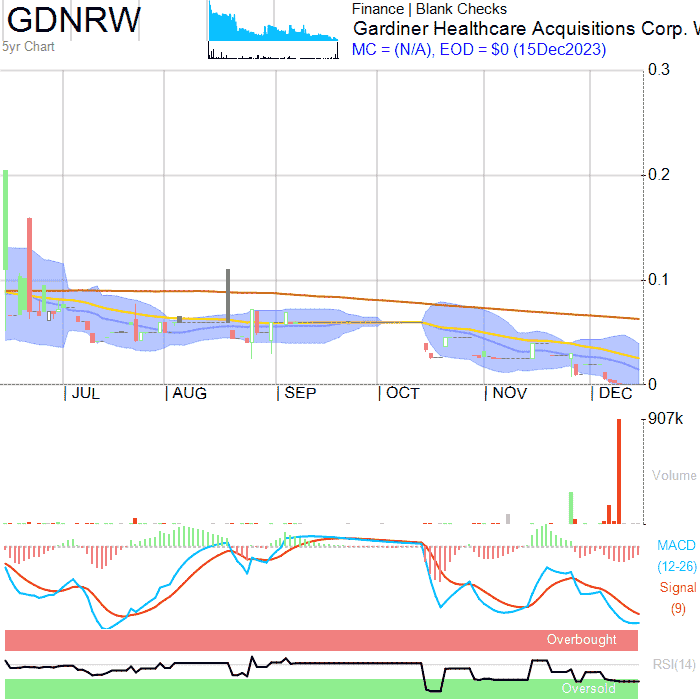 GDNRW
5yr Chart
Finance | Blank Checks
Gardiner Healthcare Acquisitions Corp. W
MC = (N/A), EOD = $0 (15Dec2023)
0.3
0.2
0.1
0
JUL
AUG
SEP
OCT
NOV
DEC
907k
Volume
MACD
(12-26)
Signal
(9)
Overbought
RSI(14)
Oversold